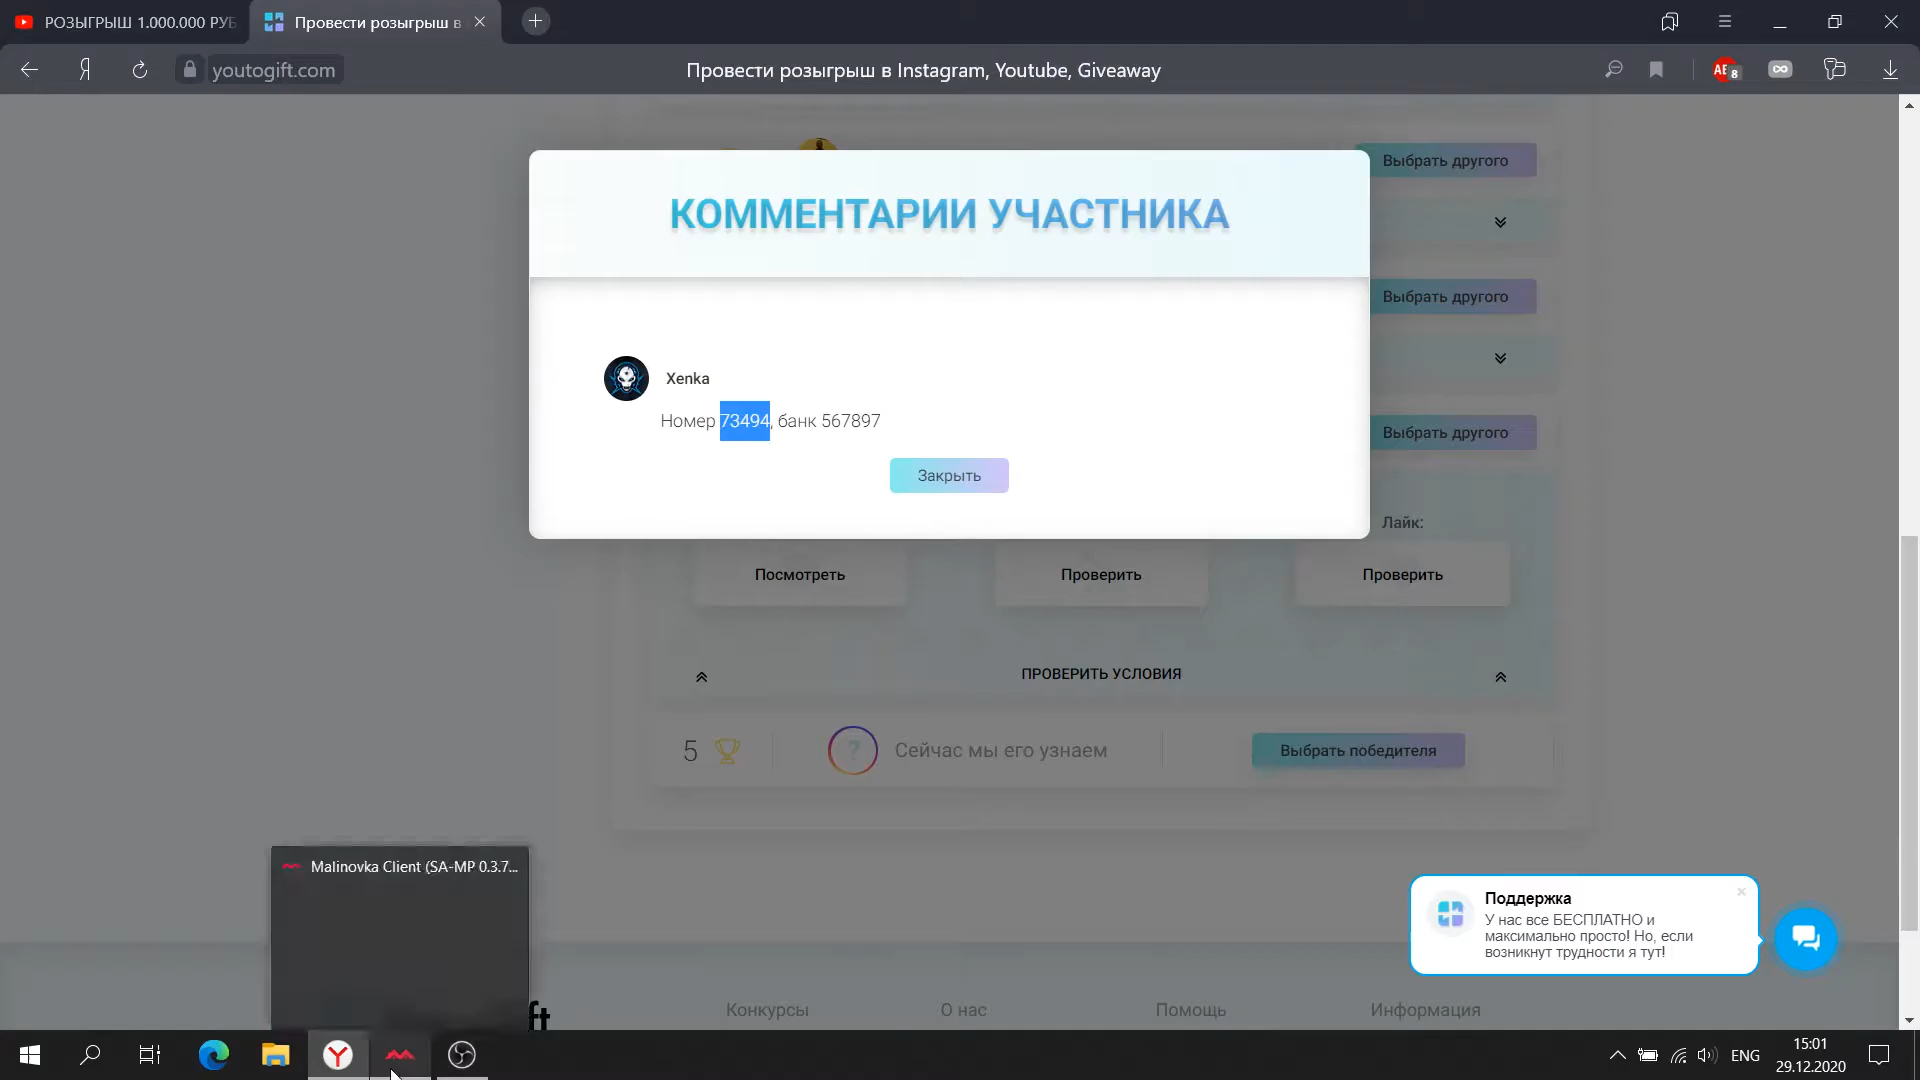 РОЗЫГРЫШ 1.000.000 РУБ
Провести розыгрыш в
youtogift.com
Провести розыгрыш в Instagram, Youtube, Giveaway
8
Выбрать другого
КОММЕНТАРИИ УЧАСТНИКА
Выбрать другого
Xenka
Номер 73494, банк 567897
Выбрать другого
Закрыть
Лайк:
Посмотреть
Проверить
Проверить
ПРОВЕРИТЬ УСЛОВИЯ
5
?
Сейчас мы его узнаем
Выбрать победителя
Malinovka Client (SA-MP 0.3.7...
Поддержка
У нас все БЕСПЛАТНО и
максимально просто! Но, если
возникнут трудности я тут!
ft
Конкурсы
О нас
Помощь
Информация
ENG
15:01
29.12.2020